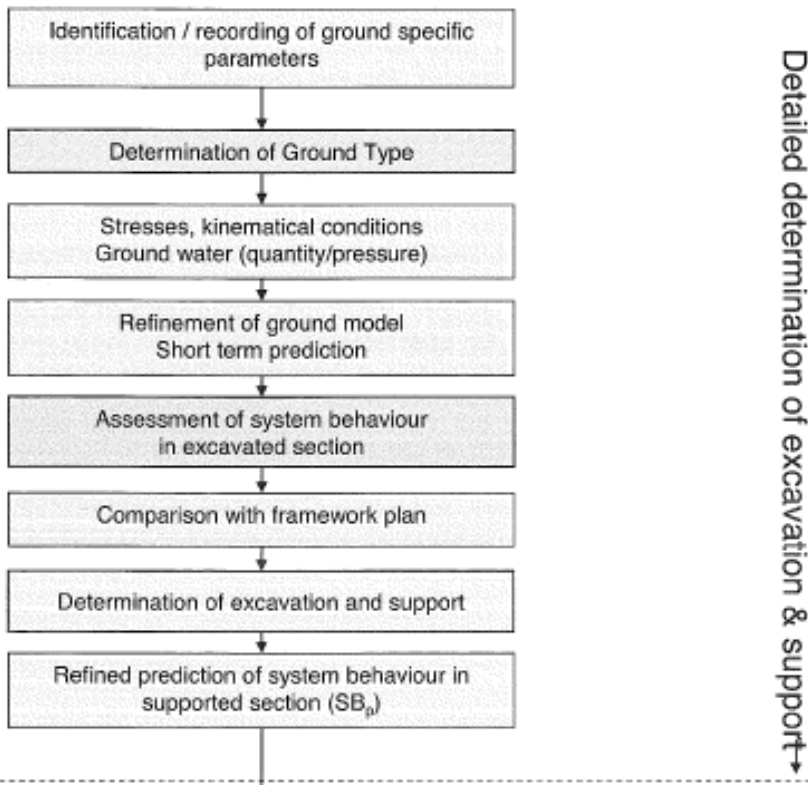 Identification / recording of ground specific
parameters
Determination of Ground Type
Stresses, kinematical conditions
Ground water (quantity/pressure)
Refinement of ground model
Short term prediction
Assessment of system behaviour
in excavated section
Comparison with framework plan
Determination of excavation and support
Refined prediction of system behaviour in
supported section (SBp)
Detailed determination of excavation & support